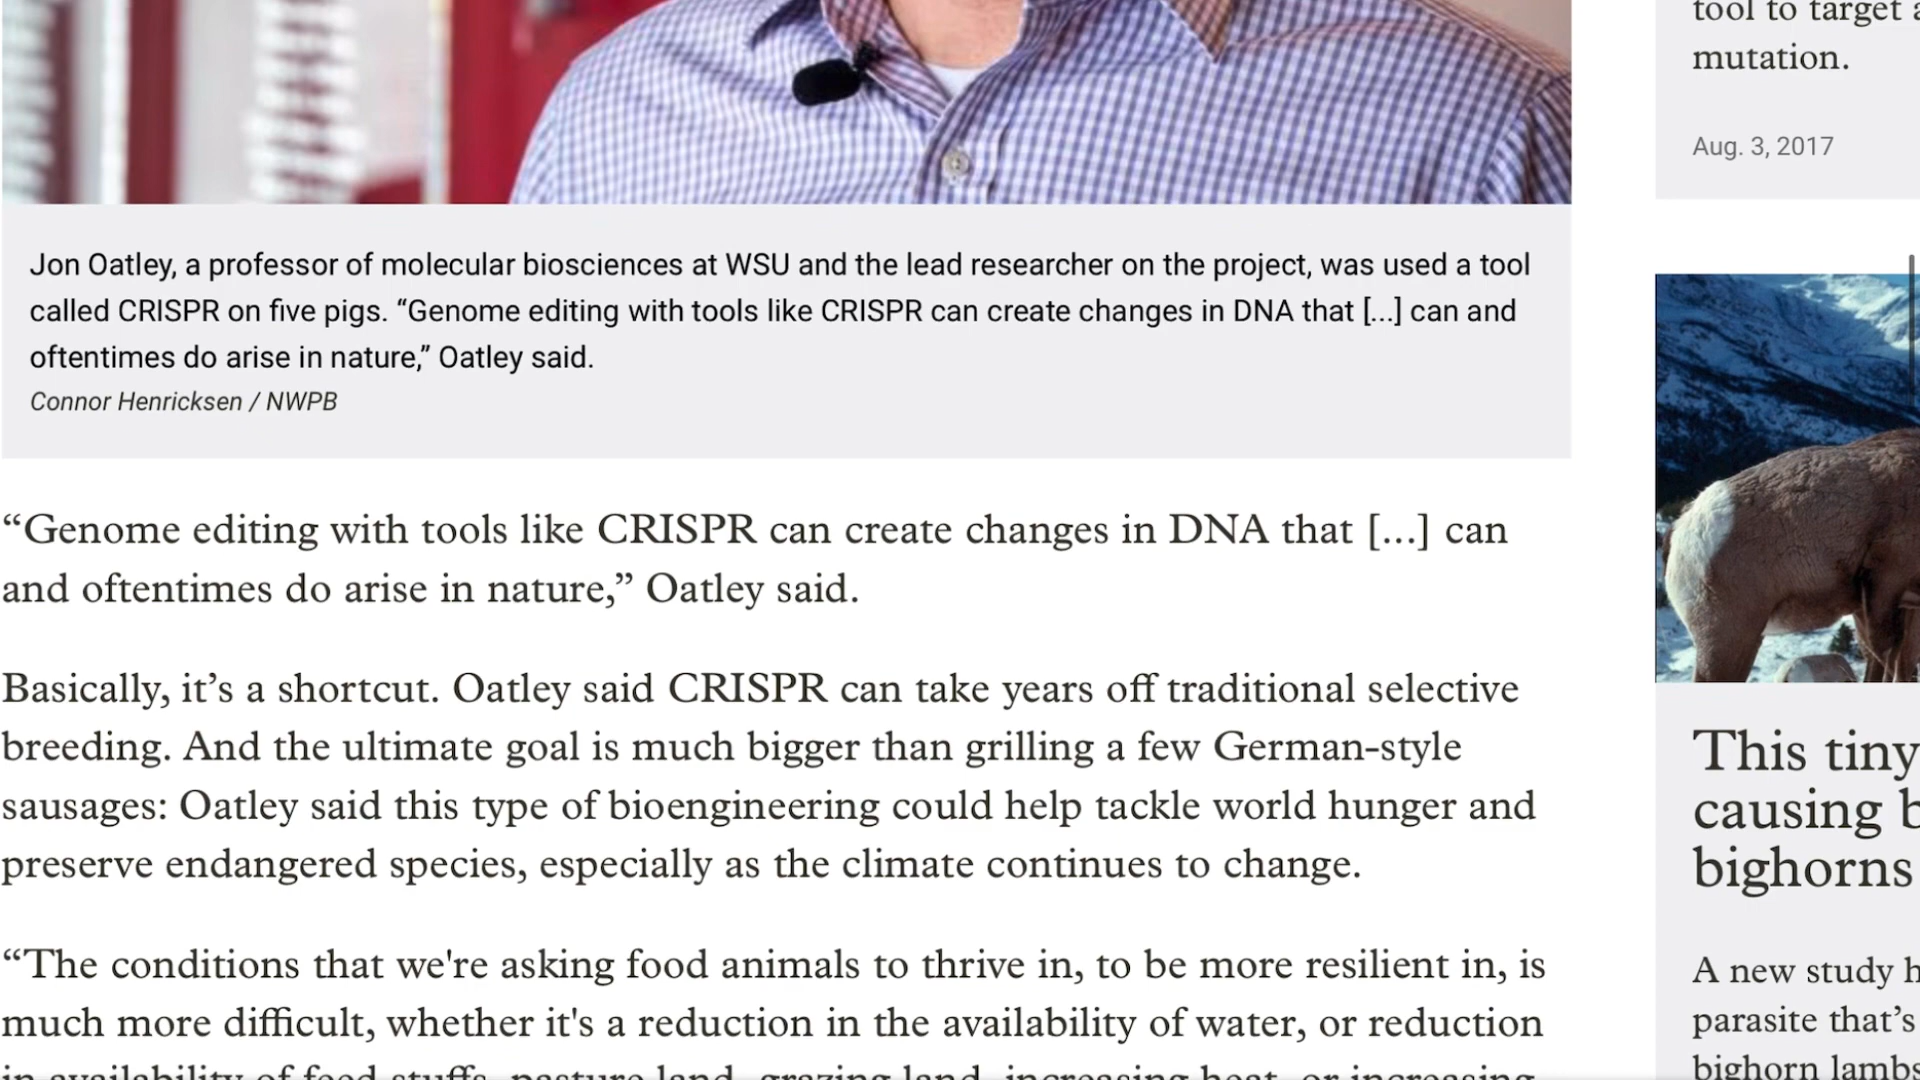 tool to target
mutation.
Aug. 3, 2017
Jon Oatley, a professor of molecular biosciences at WSU and the lead researcher on the project, was used a tool
called CRISPR on five pigs. “Genome editing with tools like CRISPR can create changes in DNA that [...] can and
oftentimes do arise in nature,” Oatley said.
Connor Henricksen / NWPB
“Genome editing with tools like CRISPR can create changes in DNA that [...] can
and oftentimes do arise in nature,” Oatley said.
Basically, it’s a shortcut. Oatley said CRISPR can take years off traditional selective
breeding. And the ultimate goal is much bigger than grilling a few German-style
sausages: Oatley said this type of bioengineering could help tackle world hunger and
preserve endangered species, especially as the climate continues to change.
“The conditions that we're asking food animals to thrive in, to be more resilient in, is
much more difficult, whether it's a reduction in the availability of water, or reduction
in availability of feed stuffs, pasture land, grazing land, increasing heat, or increasing
This tiny
causing
bighorns
A new study
parasite that’s
bighorn lambs